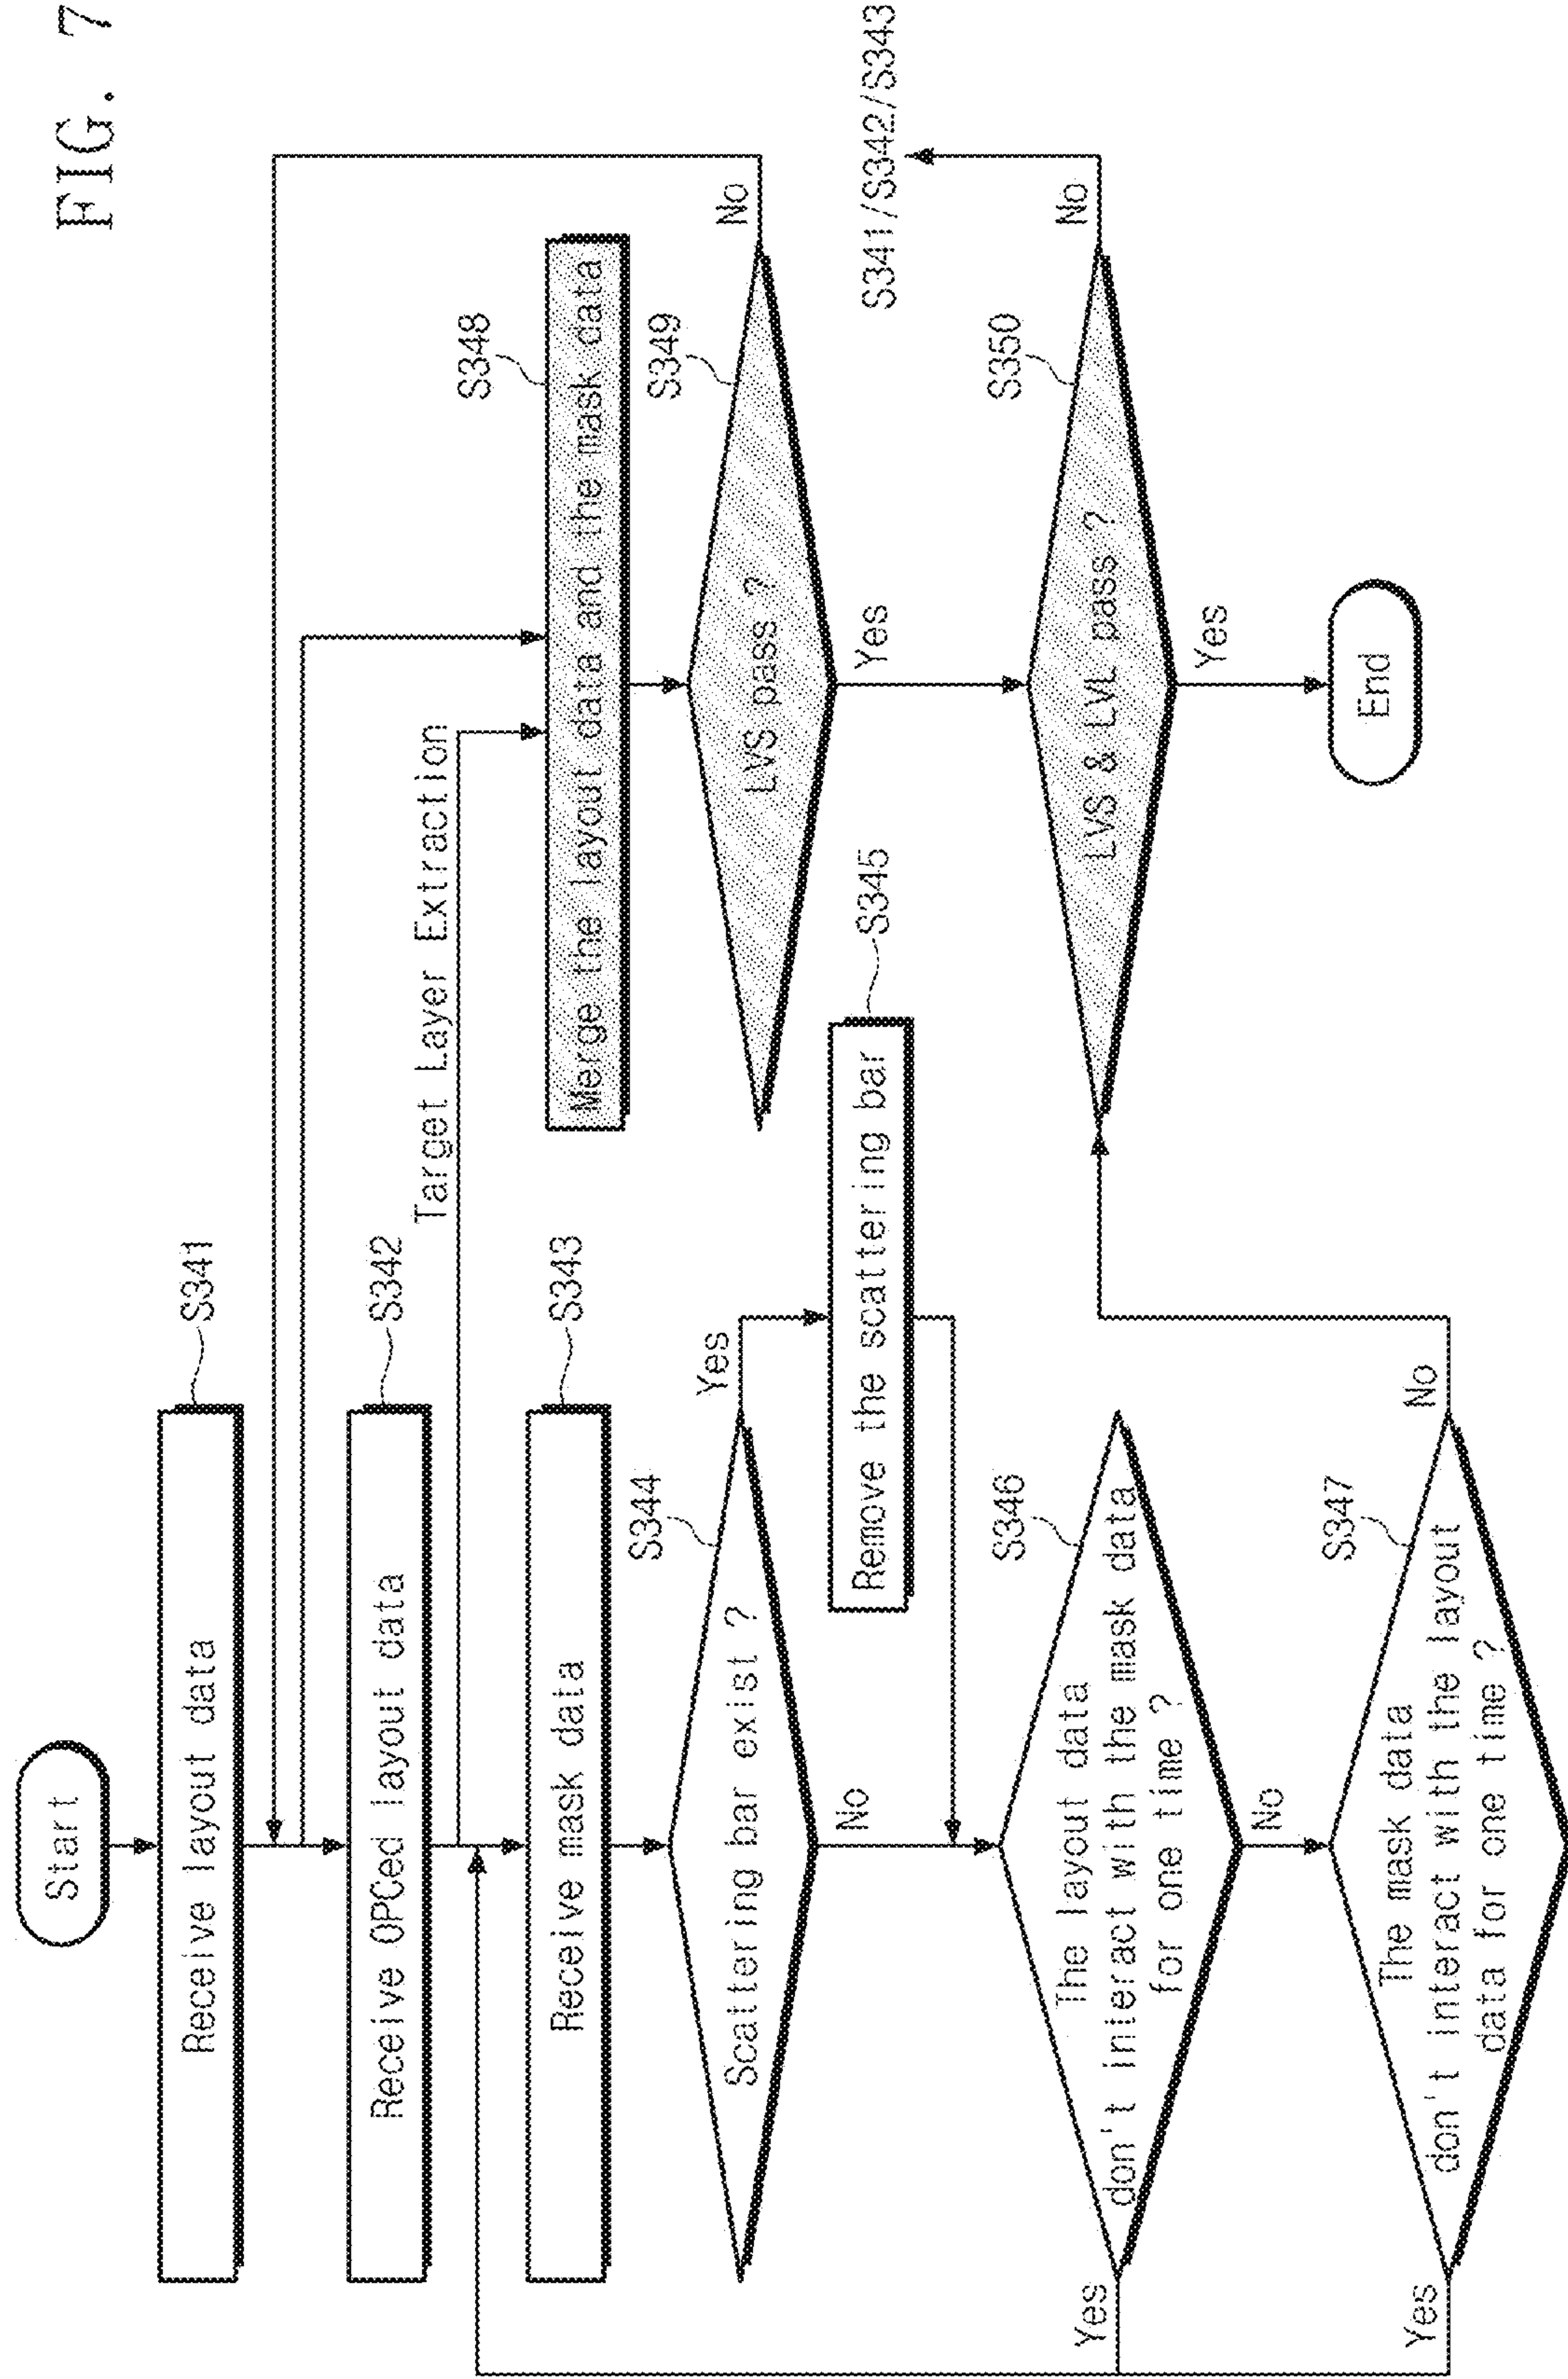 FIG. 7
Start
Receive layout data
S341
Receive OPCed layout data
S342
Target Layer Extraction
Receive mask data
S343
Scattering bar exist ?
S344
Yes
No
Remove the scattering bar
S345
The layout data
don't interact with the mask data
for one time ?
S346
Yes
No
The mask data
don't interact with the layout
data for one time ?
S347
Yes
No
Merge the layout data and the mask data
S348
LVS pass ?
S349
No
Yes
S341/S342/S343
LVS & LVL pass ?
S350
No
Yes
End